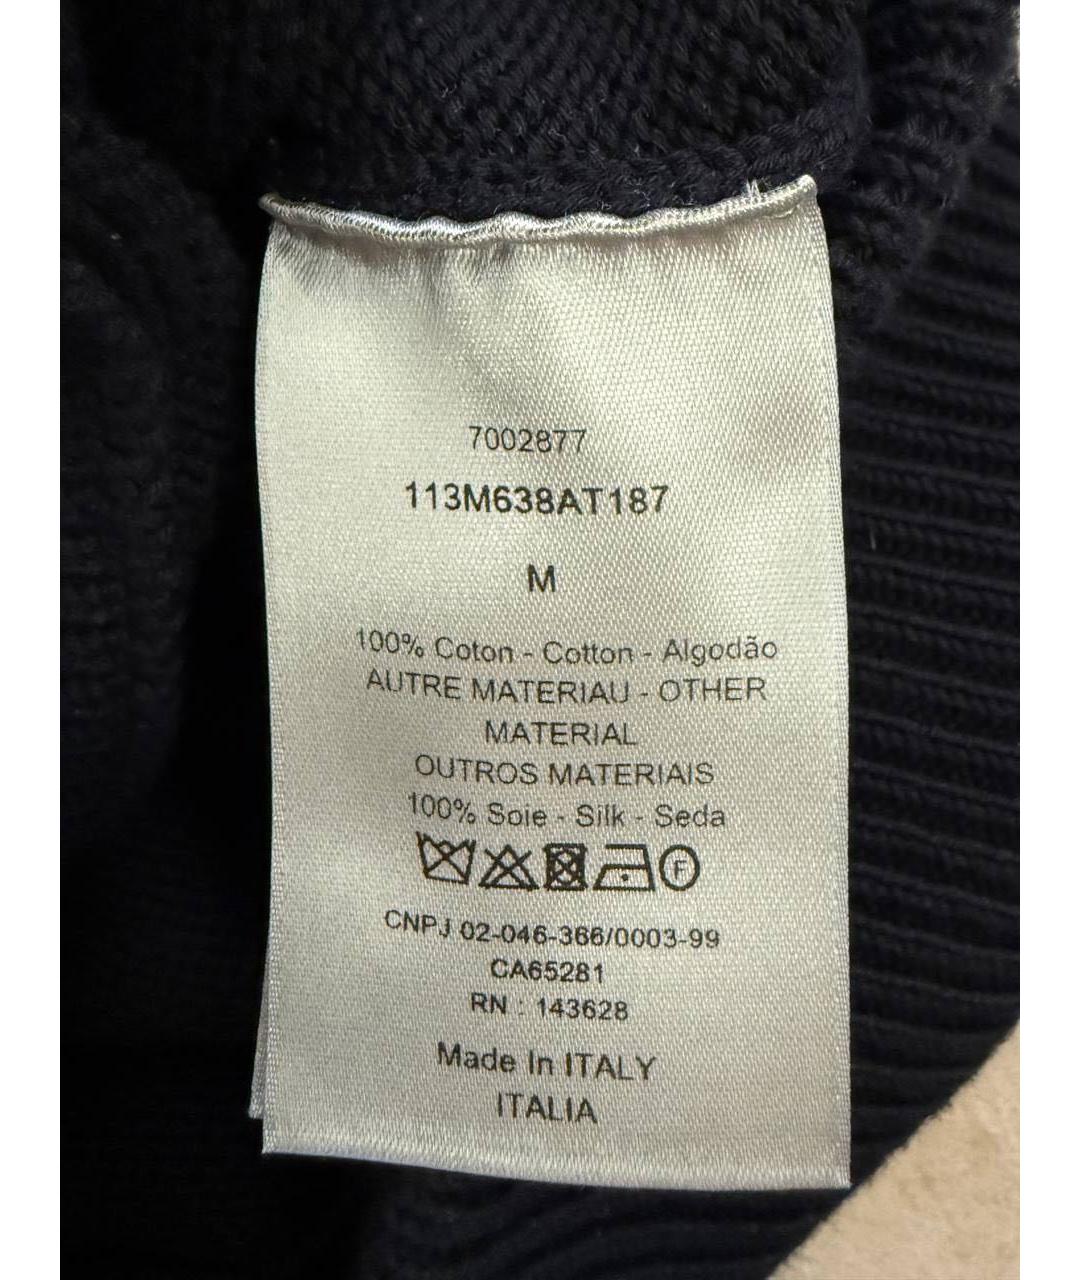 7002877
113M638AT187
M
100% Coton - Cotton - Algodão
AUTRE MATERIAU - OTHER
MATERIAL
OUTROS MATERIAIS
100% Soie - Silk - Seda
F
CNPJ 02-046-366/0003-99
CA65281
RN : 143628
Made In ITALY
ITALIA